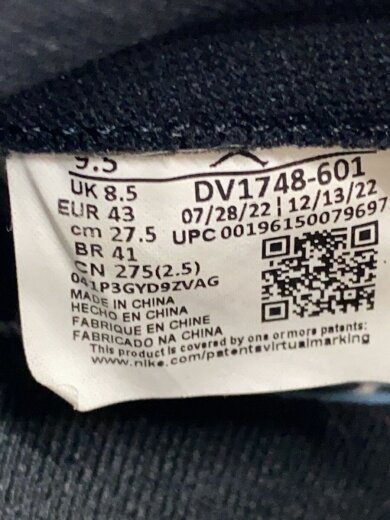 9.5
UK 8.5
EUR 43
cm 27.5
BR 41
CN 275(2.5)
DV1748-601
07/28/22 | 12/13/22
UPC 00196150079697
041P3GYD9ZVAG
MADE IN CHINA
HECHO EN CHINA
FABRIQUE EN CHINE
FABRICADO NA CHINA
This product is covered by one or more patents:
www.nike.com/patentsvirtualmarking